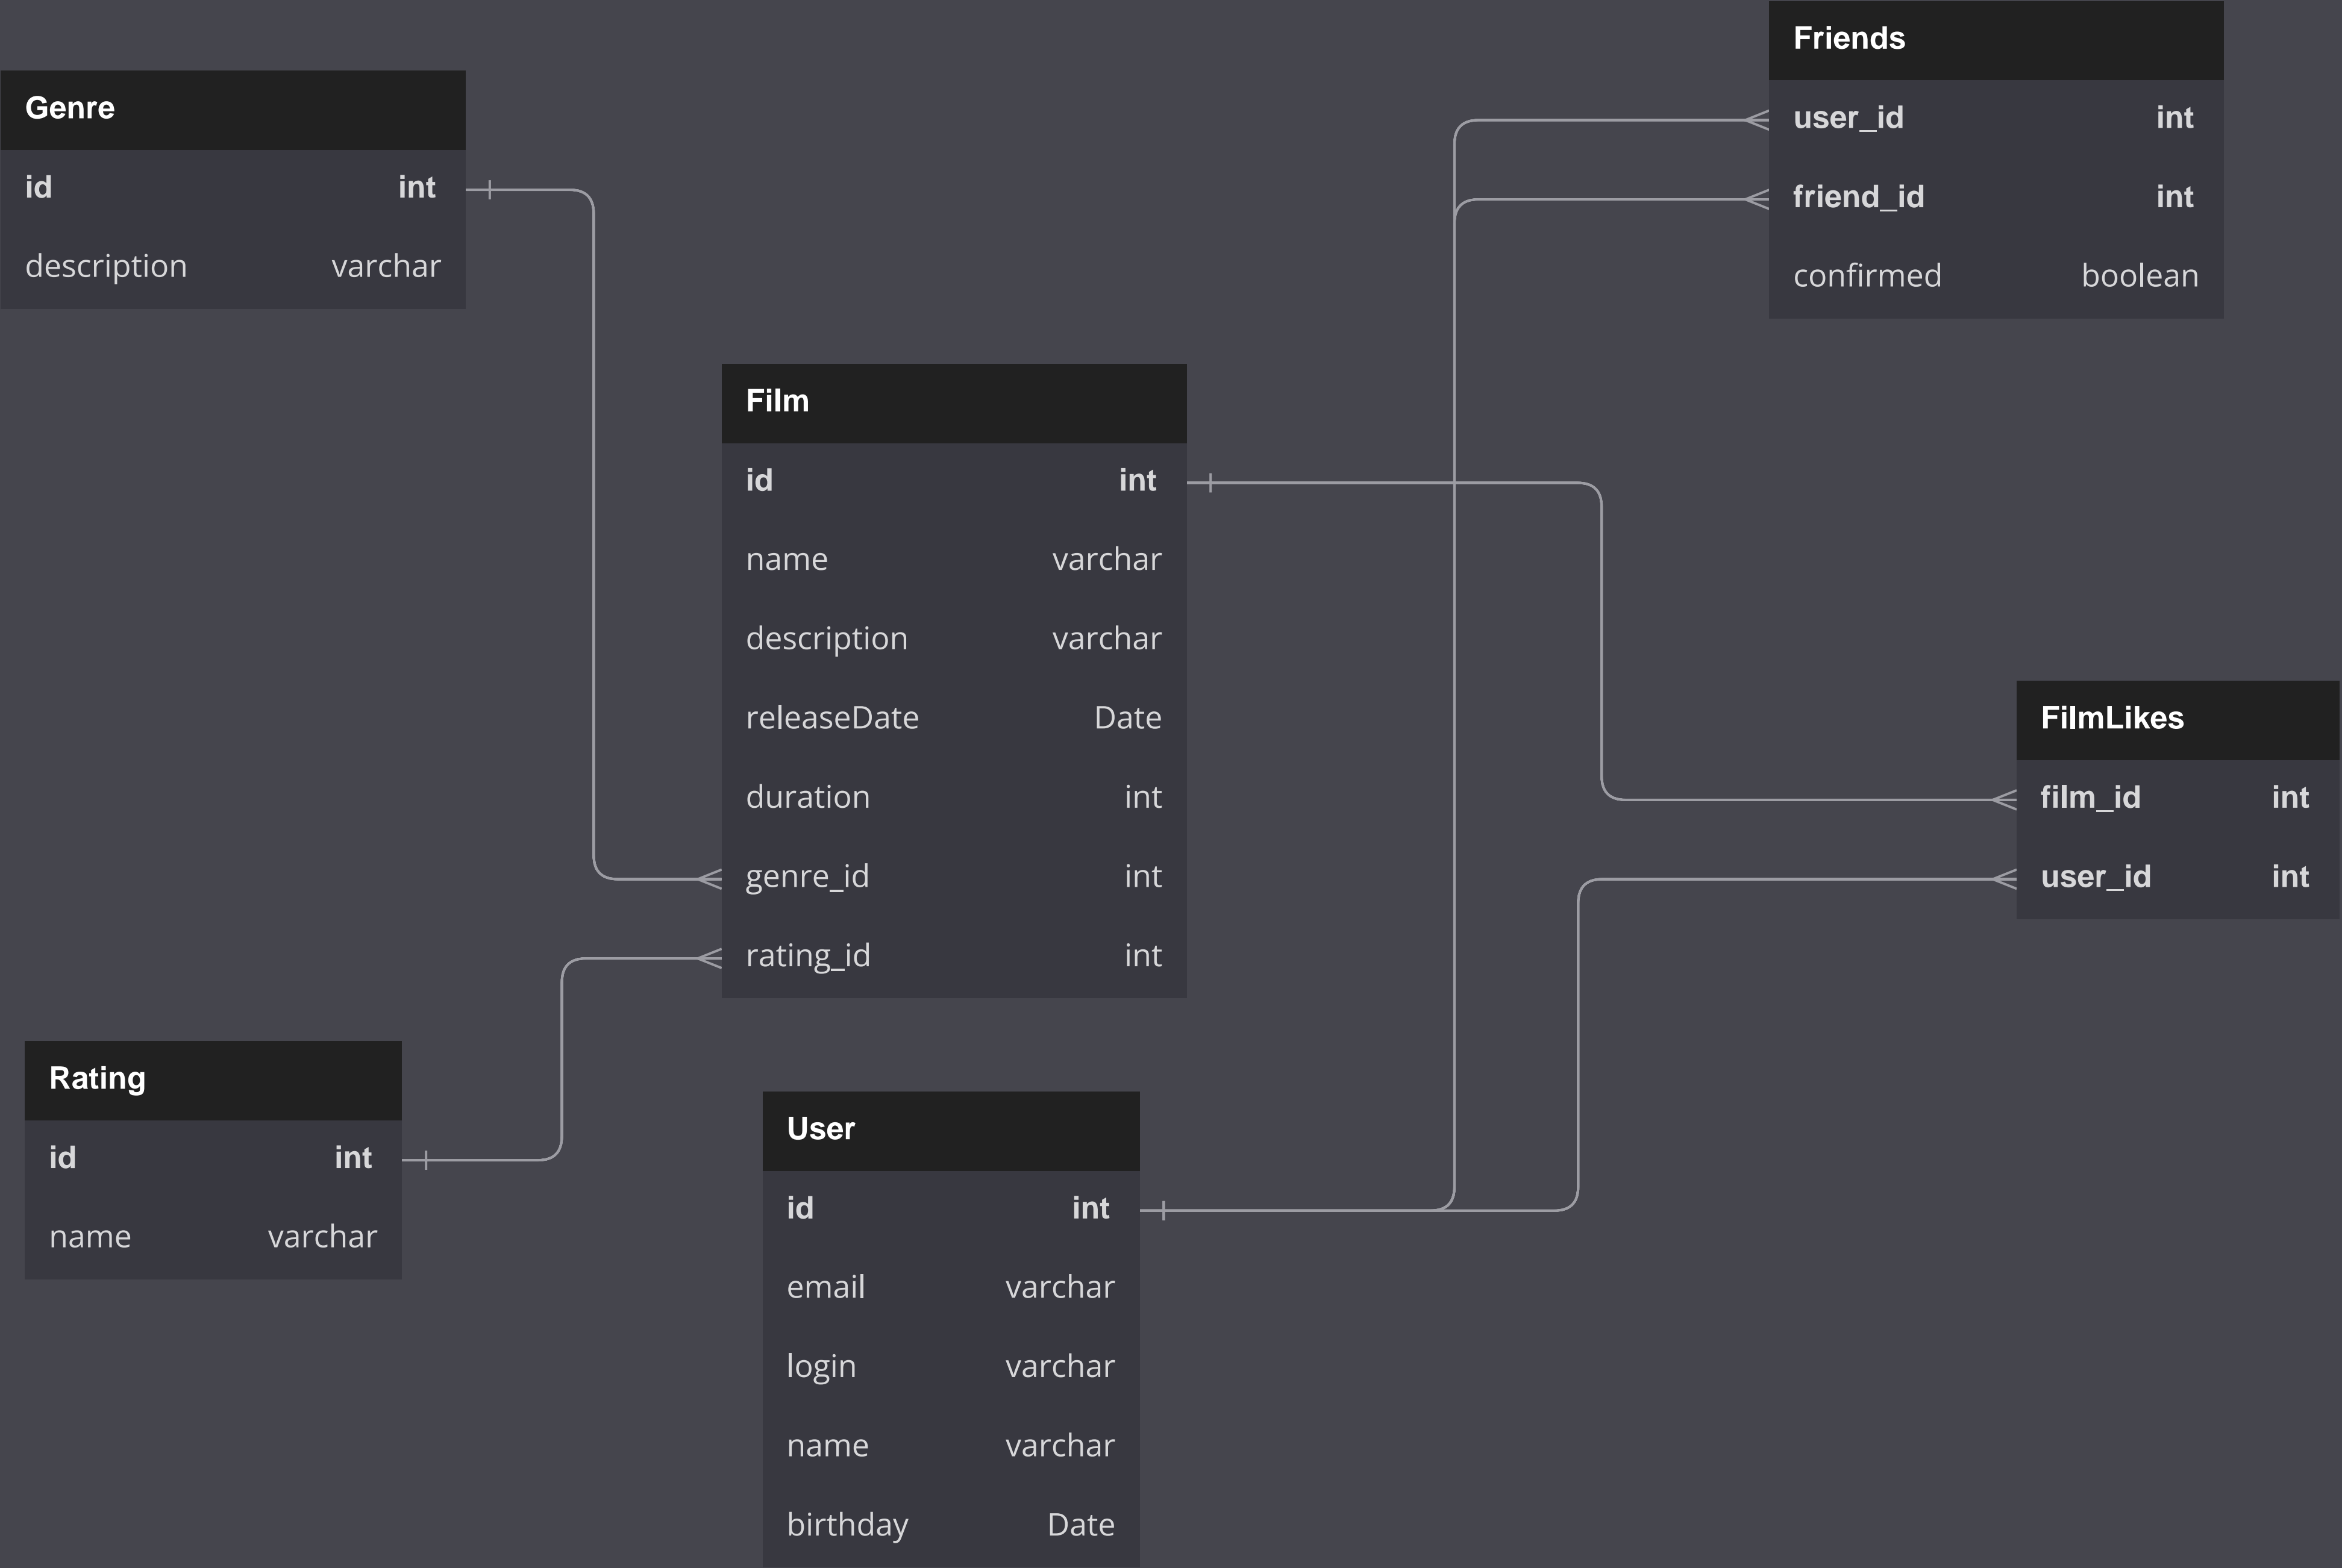 Genre
id int
description varchar
Friends
user_id int
friend_id int
confirmed boolean
Film
id int
name varchar
description varchar
releaseDate Date
duration int
genre_id int
rating_id int
FilmLikes
film_id int
user_id int
Rating
id int
name varchar
User
id int
email varchar
login varchar
name varchar
birthday Date